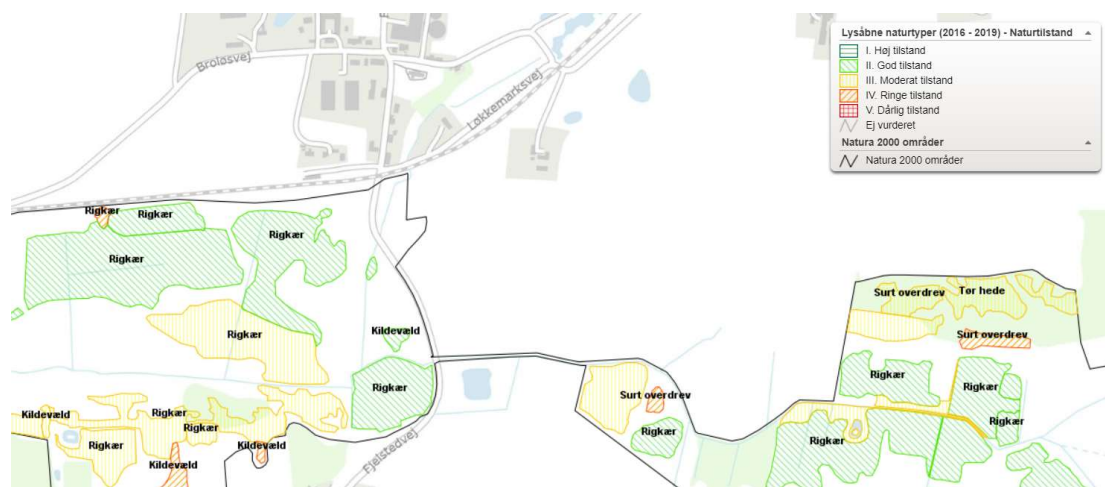 Lysåbne naturtyper (2016 - 2019) - Naturtilstand
I. Høj tilstand
II. God tilstand
III. Moderat tilstand
IV. Ringe tilstand
V. Dårlig tilstand
Ej vurderet
Natura 2000 områder
Natura 2000 områder
Broløsvej
Løkkemarksvej
Rigkær
Rigkær
Rigkær
Rigkær
Rigkær
Kildevæld
Rigkær
Surt overdrev
Tør hede
Surt overdrev
Rigkær
Rigkær
Surt overdrev
Rigkær
Rigkær
Rigkær
Kildevæld
Rigkær
Rigkær
Rigkær
Kildevæld
Kildevæld
Fjelstedvej